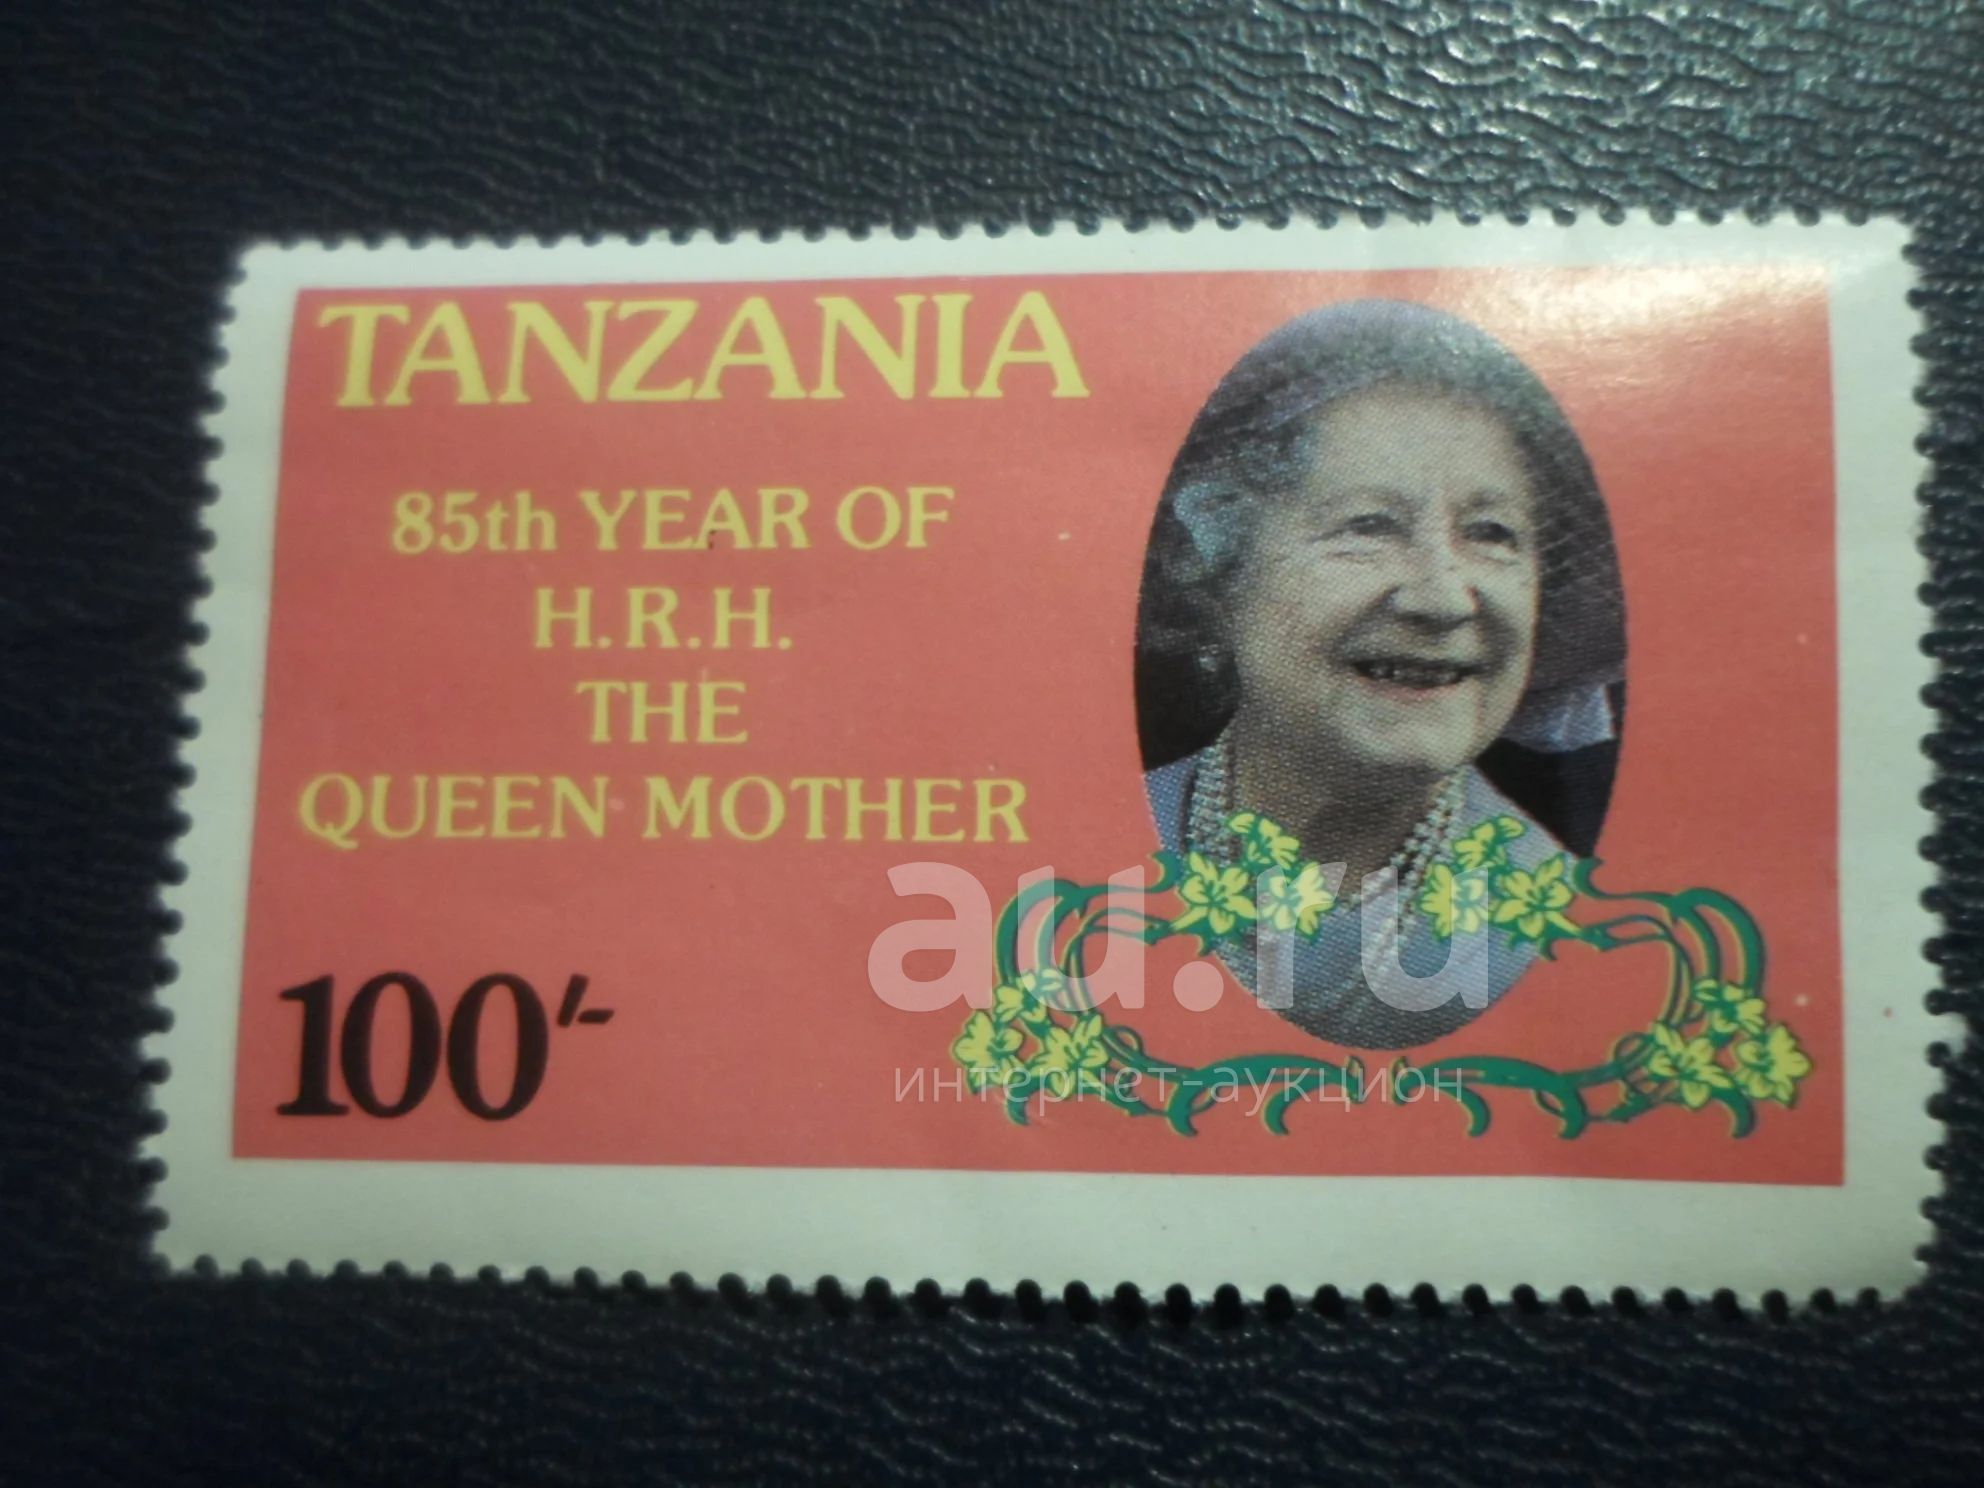 TANZANIA
85th YEAR OF
H.R.H.
THE
QUEEN MOTHER
100/-
au.ru
интернет-аукцион